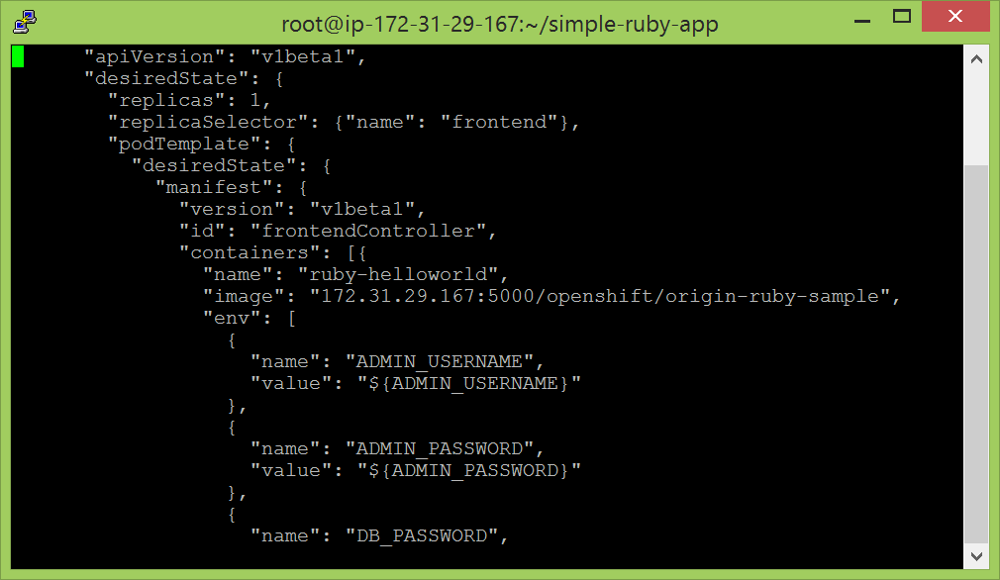 root@ip-172-31-29-167:~/simple-ruby-app
"apiVersion": "v1beta1",
"desiredState": {
"replicas": 1,
"replicaSelector": {"name": "frontend"},
"podTemplate": {
"desiredState": {
"manifest": {
"version": "v1beta1",
"id": "frontendController",
"containers": [{
"name": "ruby-helloworld",
"image": "172.31.29.167:5000/openshift/origin-ruby-sample",
"env": [
{
"name": "ADMIN_USERNAME",
"value": "${ADMIN_USERNAME}"
},
{
"name": "ADMIN_PASSWORD",
"value": "${ADMIN_PASSWORD}"
},
{
"name": "DB_PASSWORD",